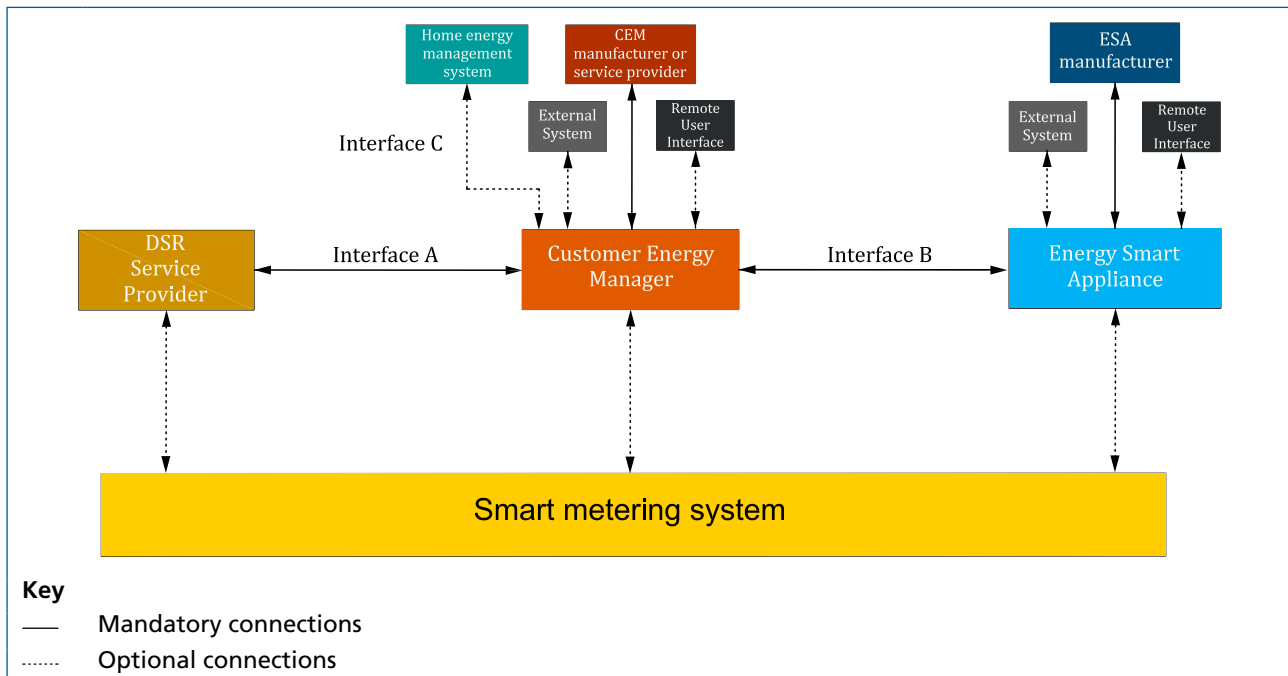 Home energy
management
system
CEM
manufacturer or
service provider
ESA
manufacturer
External
System
Remote
User
Interface
External
System
Remote
User
Interface
Interface C
DSR
Service
Provider
Interface A
Customer Energy
Manager
Interface B
Energy Smart
Appliance
Smart metering system
Key
Mandatory connections
Optional connections